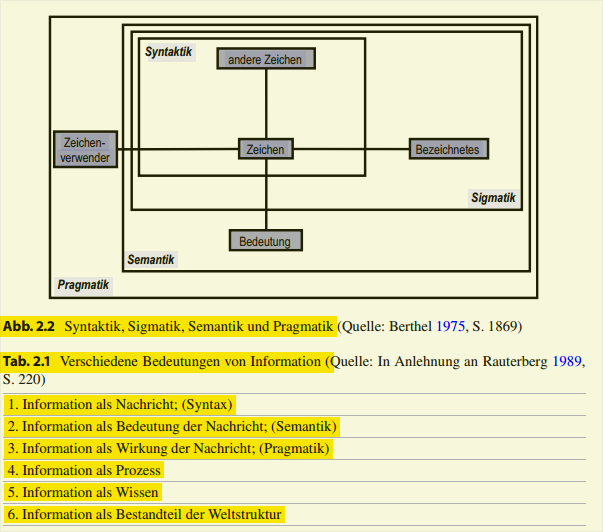 Syntaktik
andere Zeichen
Zeichen-
verwender
Zeichen
Bezeichnetes
Sigmatik
Bedeutung
Semantik
Pragmatik
Abb. 2.2 Syntaktik, Sigmatik, Semantik und Pragmatik (Quelle: Berthel 1975, S. 1869)
Tab. 2.1 Verschiedene Bedeutungen von Information (Quelle: In Anlehnung an Rauterberg 1989,
S. 220)
1. Information als Nachricht; (Syntax)
2. Information als Bedeutung der Nachricht; (Semantik)
3. Information als Wirkung der Nachricht; (Pragmatik)
4. Information als Prozess
5. Information als Wissen
6. Information als Bestandteil der Weltstruktur